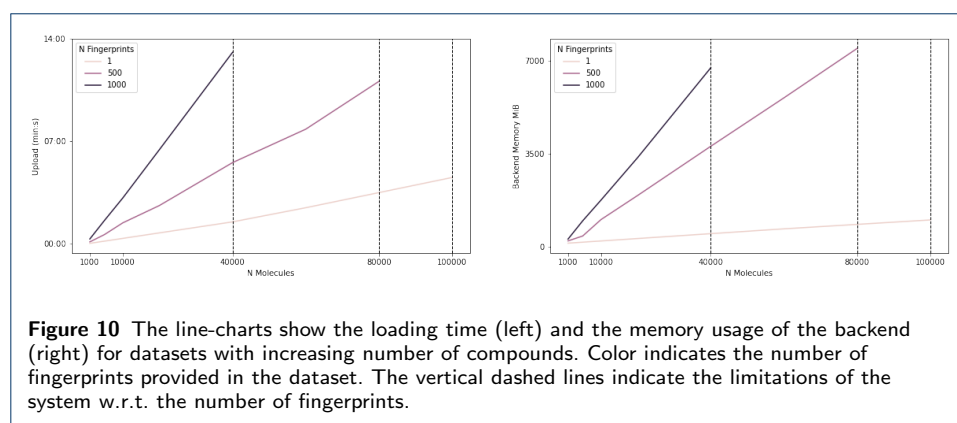 14:00
07:00
00:00
Upload (min:s)
N Fingerprints
1
500
1000
1000 10000 40000 80000 100000
N Molecules
7000
3500
0
Backend Memory MiB
N Fingerprints
1
500
1000
1000 10000 40000 80000 100000
N Molecules
Figure 10 The line-charts show the loading time (left) and the memory usage of the backend
(right) for datasets with increasing number of compounds. Color indicates the number of
fingerprints provided in the dataset. The vertical dashed lines indicate the limitations of the
system w.r.t. the number of fingerprints.